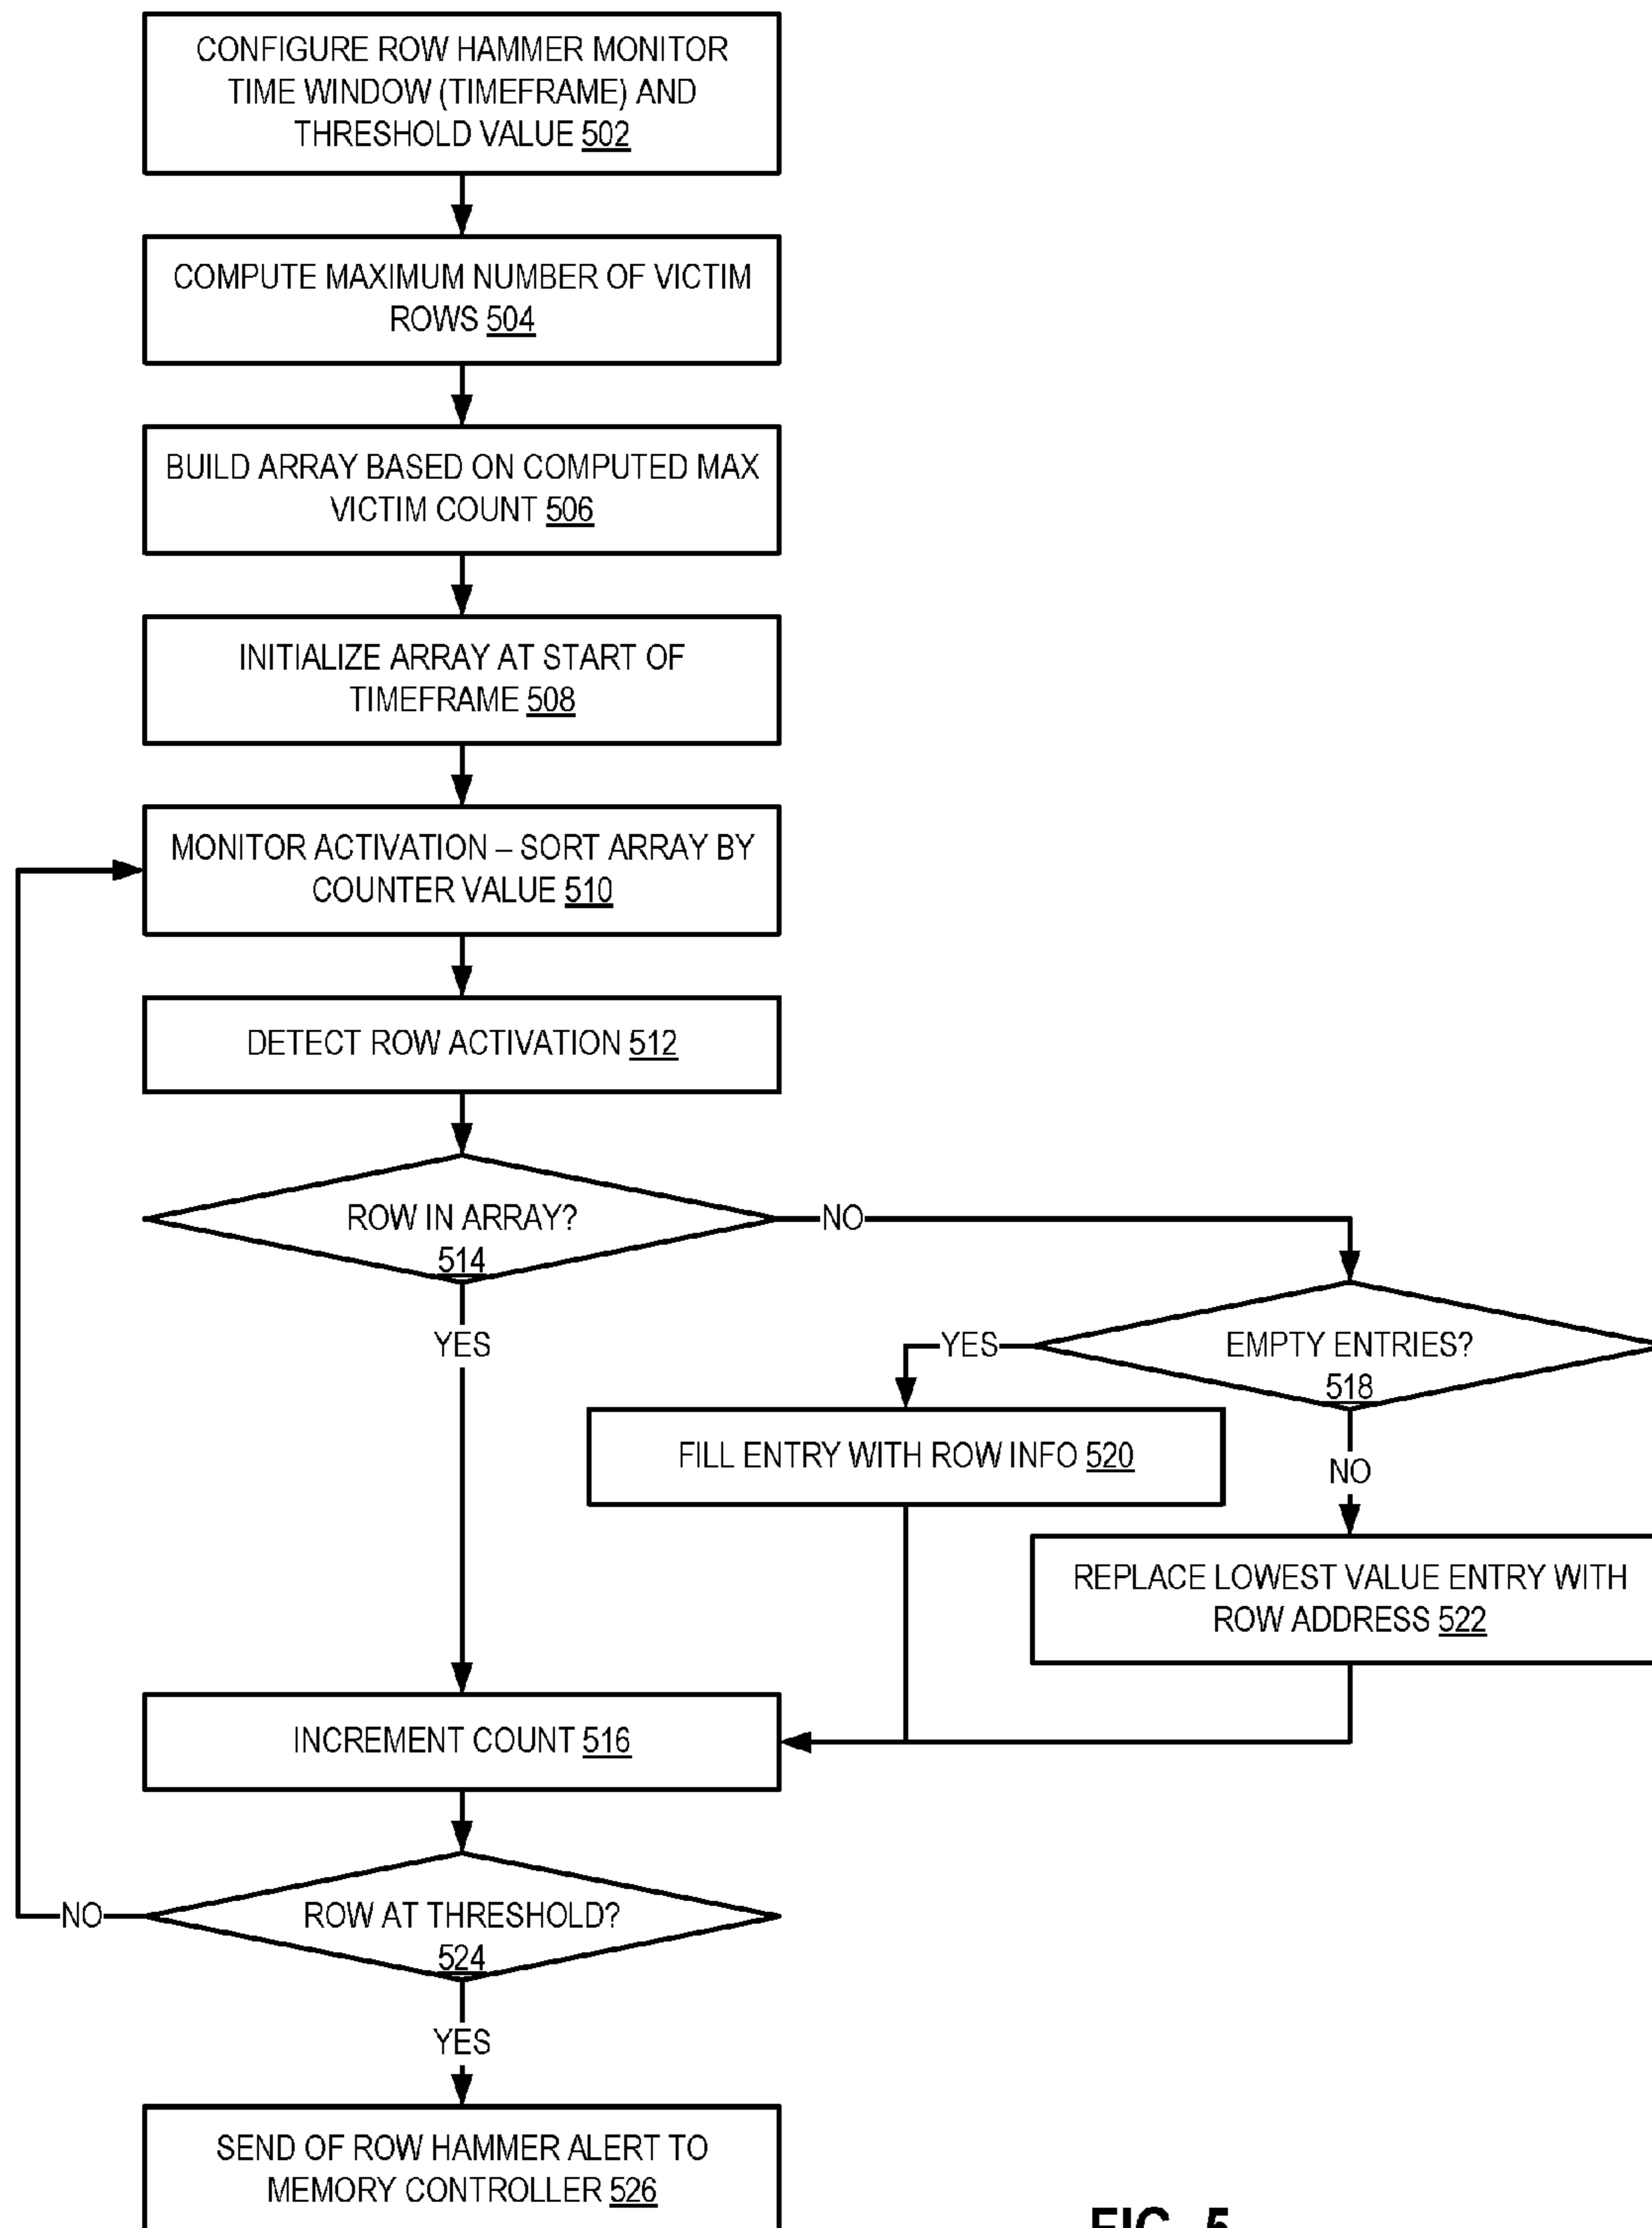 CONFIGURE ROW HAMMER MONITOR
TIME WINDOW (TIMEFRAME) AND
THRESHOLD VALUE 502
COMPUTE MAXIMUM NUMBER OF VICTIM
ROWS 504
BUILD ARRAY BASED ON COMPUTED MAX
VICTIM COUNT 506
INITIALIZE ARRAY AT START OF
TIMEFRAME 508
MONITOR ACTIVATION – SORT ARRAY BY
COUNTER VALUE 510
DETECT ROW ACTIVATION 512
ROW IN ARRAY?
514
NO
YES
EMPTY ENTRIES?
518
YES
NO
FILL ENTRY WITH ROW INFO 520
REPLACE LOWEST VALUE ENTRY WITH
ROW ADDRESS 522
INCREMENT COUNT 516
ROW AT THRESHOLD?
524
NO
YES
SEND OF ROW HAMMER ALERT TO
MEMORY CONTROLLER 526
FIG. 5